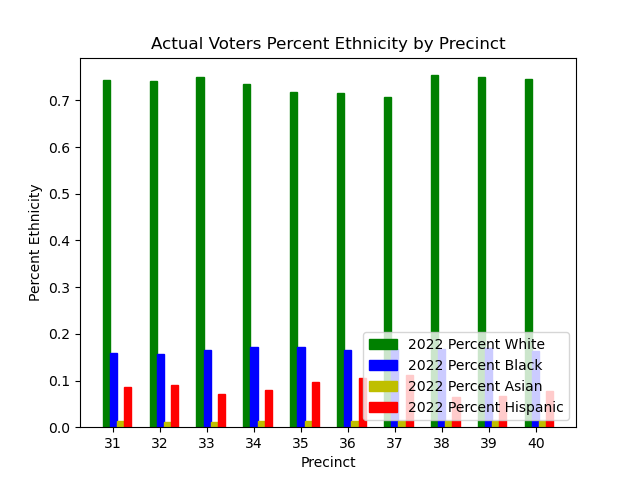 Actual Voters Percent Ethnicity by Precinct
Percent Ethnicity
0.7
0.6
0.5
0.4
0.3
0.2
0.1
0.0
2022 Percent White
2022 Percent Black
2022 Percent Asian
2022 Percent Hispanic
31 32 33 34 35 36 37 38 39 40
Precinct